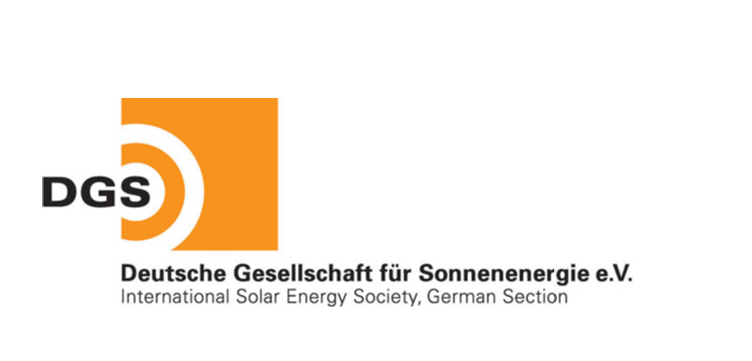 DGS
Deutsche Gesellschaft für Sonnenenergie e.V.
International Solar Energy Society, German Section